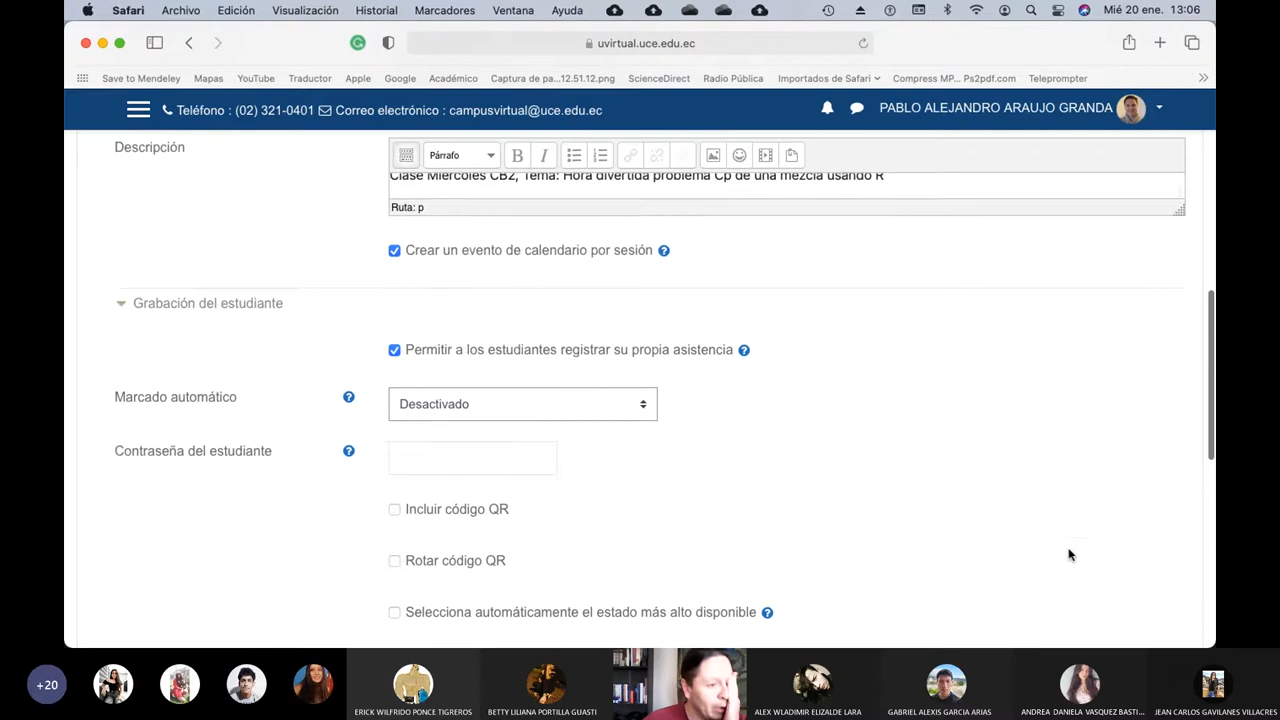 Safari Archivo Edición Visualización Historial Marcadores Ventana Ayuda Mié 20 ene. 13:06
uvirtual.uce.edu.ec
Save to Mendeley Mapas YouTube Traductor Apple Google Académico Captura de pa...12.51.12.png ScienceDirect Radio Pública Importados de Safari Compress MP... Ps2pdf.com Teleprompter
Teléfono : (02) 321-0401 Correo electrónico : campusvirtual@uce.edu.ec PABLO ALEJANDRO ARAUJO GRANDA
Descripción
Párrafo B I
Clase Miércoles CB2, Tema: Hora divertida problema Cp de una mezcla usando R
Ruta: p
Crear un evento de calendario por sesión
Grabación del estudiante
Permitir a los estudiantes registrar su propia asistencia
Marcado automático
Desactivado
Contraseña del estudiante
Incluir código QR
Rotar código QR
Selecciona automáticamente el estado más alto disponible
+20
ERICK WILFRIDO PONCE TIGREROS BETTY LILIANA PORTILLA GUASTI ALEX WLADIMIR ELIZALDE LARA GABRIEL ALEXIS GARCIA ARIAS ANDREA DANIELA VASQUEZ BASTI... JEAN CARLOS GAVILANES VILLACRES